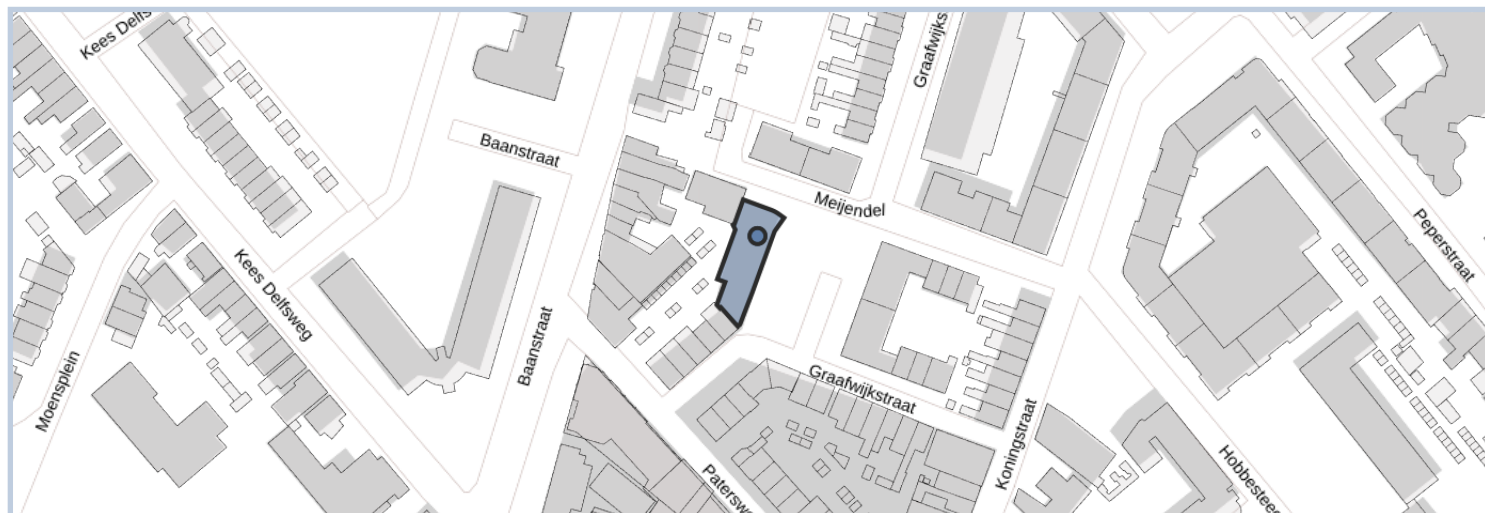 Kees Delfs
Graafwijks
Baanstraat
Meijendel
Peperstraat
Kees Delfsweg
Baanstraat
Moensplein
Graafwijkstraat
Koningstraat
Patersw
Hobbesteeg